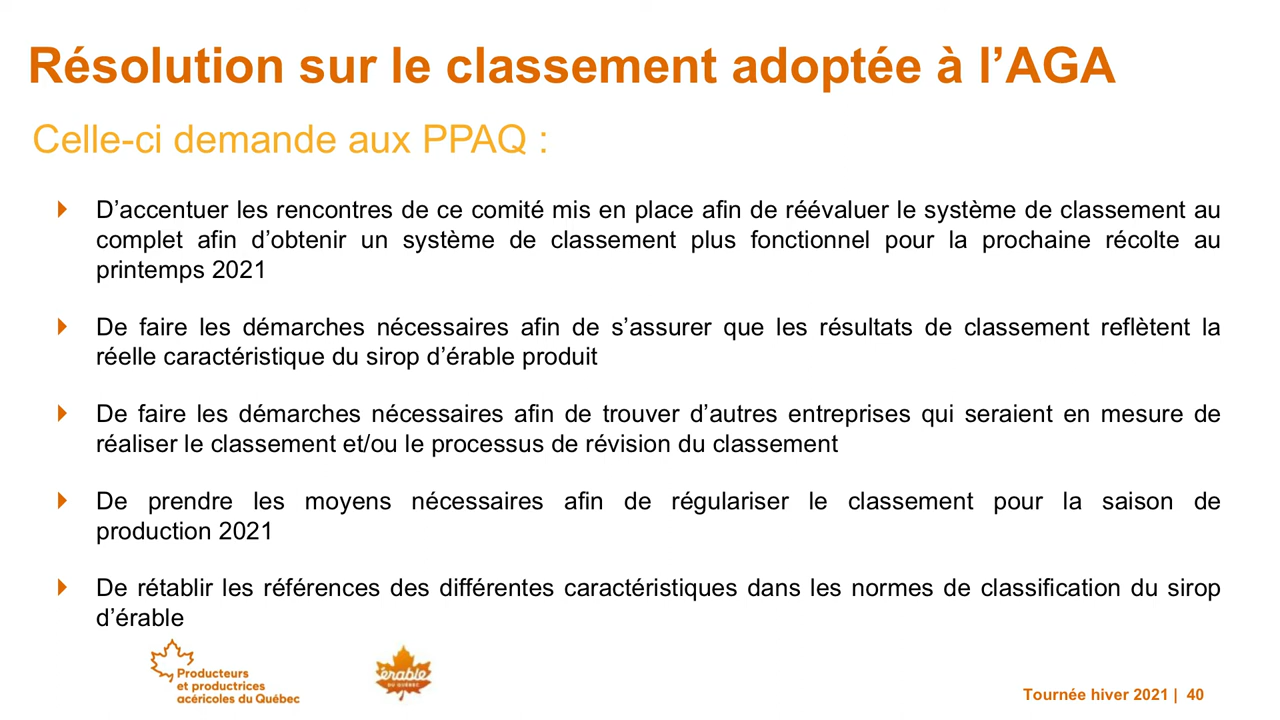 Résolution sur le classement adoptée à l’AGA
Celle-ci demande aux PPAQ :
D’accentuer les rencontres de ce comité mis en place afin de réévaluer le système de classement au
complet afin d’obtenir un système de classement plus fonctionnel pour la prochaine récolte au
printemps 2021
De faire les démarches nécessaires afin de s’assurer que les résultats de classement reflètent la
réelle caractéristique du sirop d’érable produit
De faire les démarches nécessaires afin de trouver d’autres entreprises qui seraient en mesure de
réaliser le classement et/ou le processus de révision du classement
De prendre les moyens nécessaires afin de régulariser le classement pour la saison de
production 2021
De rétablir les références des différentes caractéristiques dans les normes de classification du sirop
d’érable
Producteurs
et productrices
acéricoles du Québec
érable
DU QUÉBEC
Tournée hiver 2021 | 40